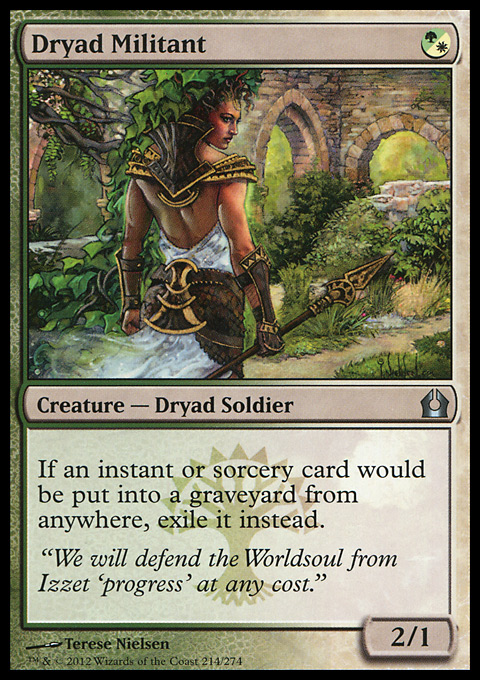 Dryad Militant
Creature — Dryad Soldier
If an instant or sorcery card would
be put into a graveyard from
anywhere, exile it instead.
“We will defend the Worldsoul from
Izzet ‘progress’ at any cost.”
Terese Nielsen
2/1
™ & © 2012 Wizards of the Coast 214/274